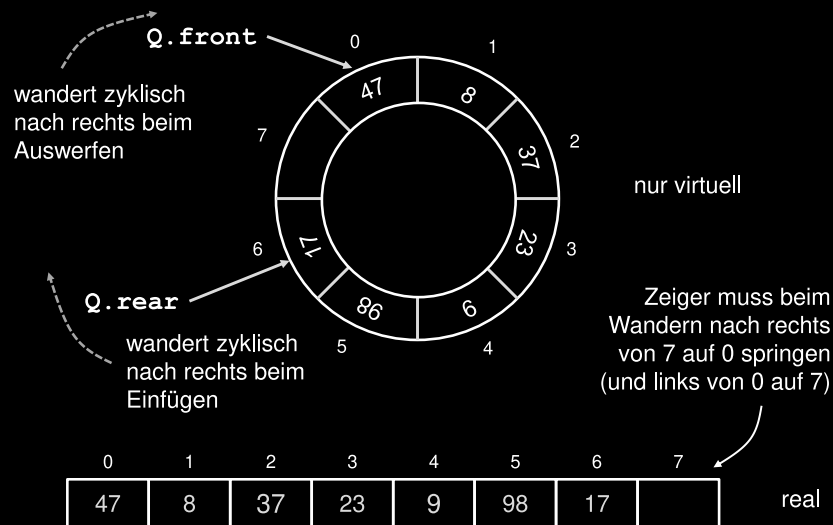 Q.front
0
1
wandert zyklisch
nach rechts beim
Auswerfen
47
8
7
2
37
nur virtuell
6
17
23
3
Q.rear
98
9
5
4
wandert zyklisch
nach rechts beim
Einfügen
Zeiger muss beim
Wandern nach rechts
von 7 auf 0 springen
(und links von 0 auf 7)
0 1 2 3 4 5 6 7
47 8 37 23 9 98 17 real